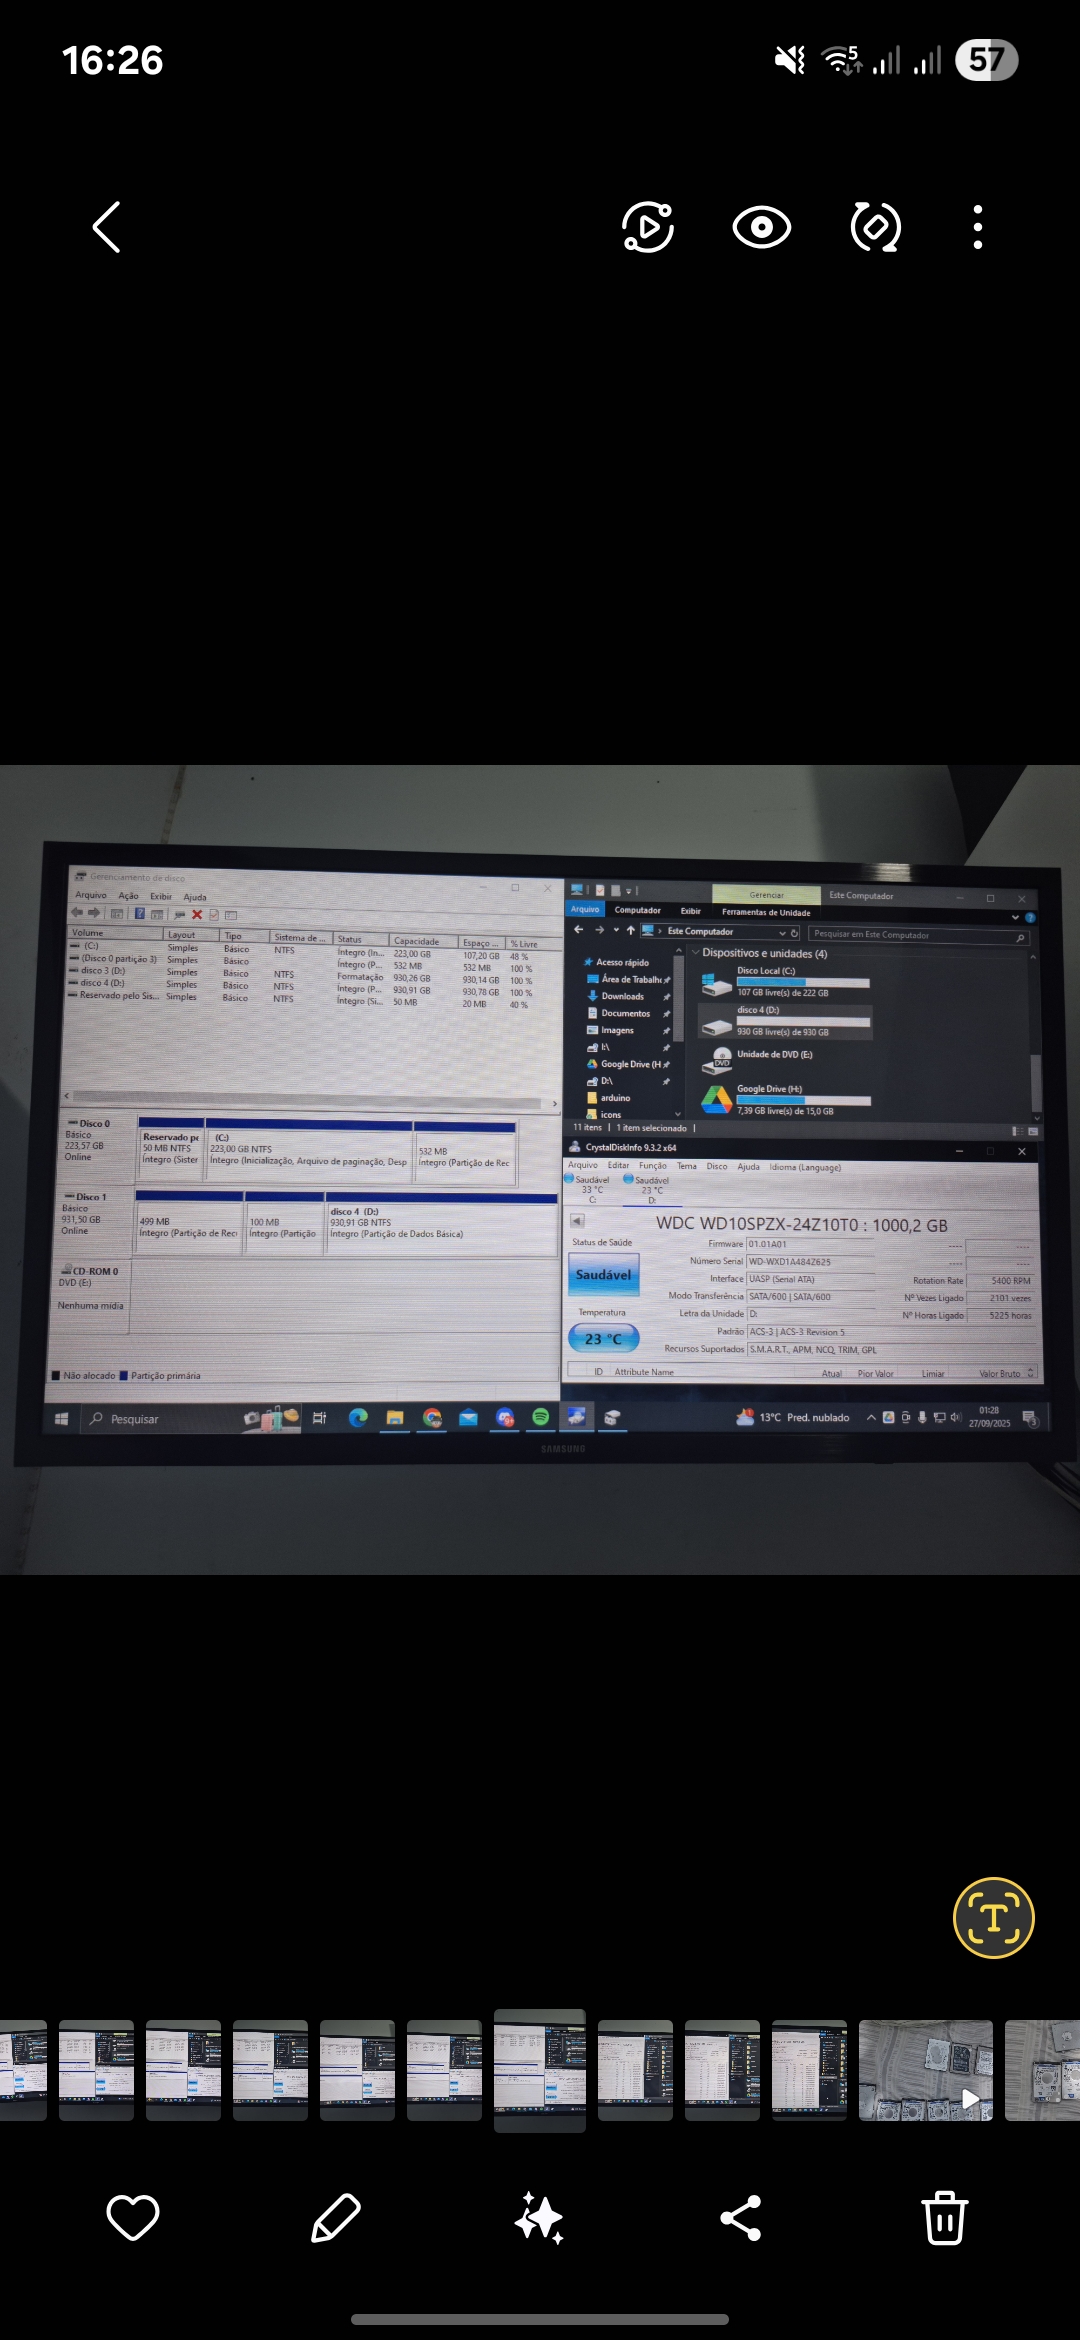 16:26
5
57
Gerenciamento de disco
Arquivo Ação Exibir Ajuda
Volume Layout Tipo Sistema de ... Status Capacidade Espaço ... % Livre
(C:) Simples Básico NTFS Íntegro (In... 223,00 GB 107,20 GB 48 %
(Disco 0 partição 3) Simples Básico Íntegro (P... 532 MB 532 MB 100 %
disco 3 (D:) Simples Básico NTFS Formatação 930,26 GB 930,14 GB 100 %
disco 4 (D:) Simples Básico NTFS Íntegro (P... 930,91 GB 930,78 GB 100 %
Reservado pelo Sis... Simples Básico NTFS Íntegro (Si... 50 MB 20 MB 40 %
Disco 0
Básico
223,57 GB
Online
Reservado pe
50 MB NTFS
Íntegro (Sister
(C:)
223,00 GB NTFS
Íntegro (Inicialização, Arquivo de paginação, Desp
532 MB
Íntegro (Partição de Rec
Disco 1
Básico
931,50 GB
Online
499 MB
Íntegro (Partição de Recu
100 MB
Íntegro (Partição
disco 4 (D:)
930,91 GB NTFS
Íntegro (Partição de Dados Básica)
CD-ROM 0
DVD (E:)
Nenhuma mídia
Não alocado Partição primária
Gerenciar Este Computador
Arquivo Computador Exibir Ferramentas de Unidade
Este Computador Pesquisar em Este Computador
Acesso rápido
Área de Trabalho
Downloads
Documentos
Imagens
I:\
Google Drive (H
D:\
arduino
icons
Dispositivos e unidades (4)
Disco Local (C:)
107 GB livre(s) de 222 GB
disco 4 (D:)
930 GB livre(s) de 930 GB
DVD
Unidade de DVD (E:)
Google Drive (H:)
7,39 GB livre(s) de 15,0 GB
11 itens 1 item selecionado
CrystalDiskInfo 9.3.2 x64
Arquivo Editar Função Tema Disco Ajuda Idioma (Language)
Saudável Saudável
33 °C 23 °C
C: D:
WDC WD10SPZX-24Z10T0 : 1000,2 GB
Status de Saúde
Saudável
Temperatura
23 °C
Firmware 01.01A01 ---- ----
Número Serial WD-WXD1A484Z625 ---- ----
Interface UASP (Serial ATA) Rotation Rate 5400 RPM
Modo Transferência SATA/600 | SATA/600 Nº Vezes Ligado 2101 vezes
Letra da Unidade D: Nº Horas Ligado 5225 horas
Padrão ACS-3 | ACS-3 Revision 5
Recursos Suportados S.M.A.R.T., APM, NCQ, TRIM, GPL
ID Attribute Name Atual Pior Valor Limiar Valor Bruto
Pesquisar
13°C Pred. nublado
01:28
27/09/2025
3
SAMSUNG
T